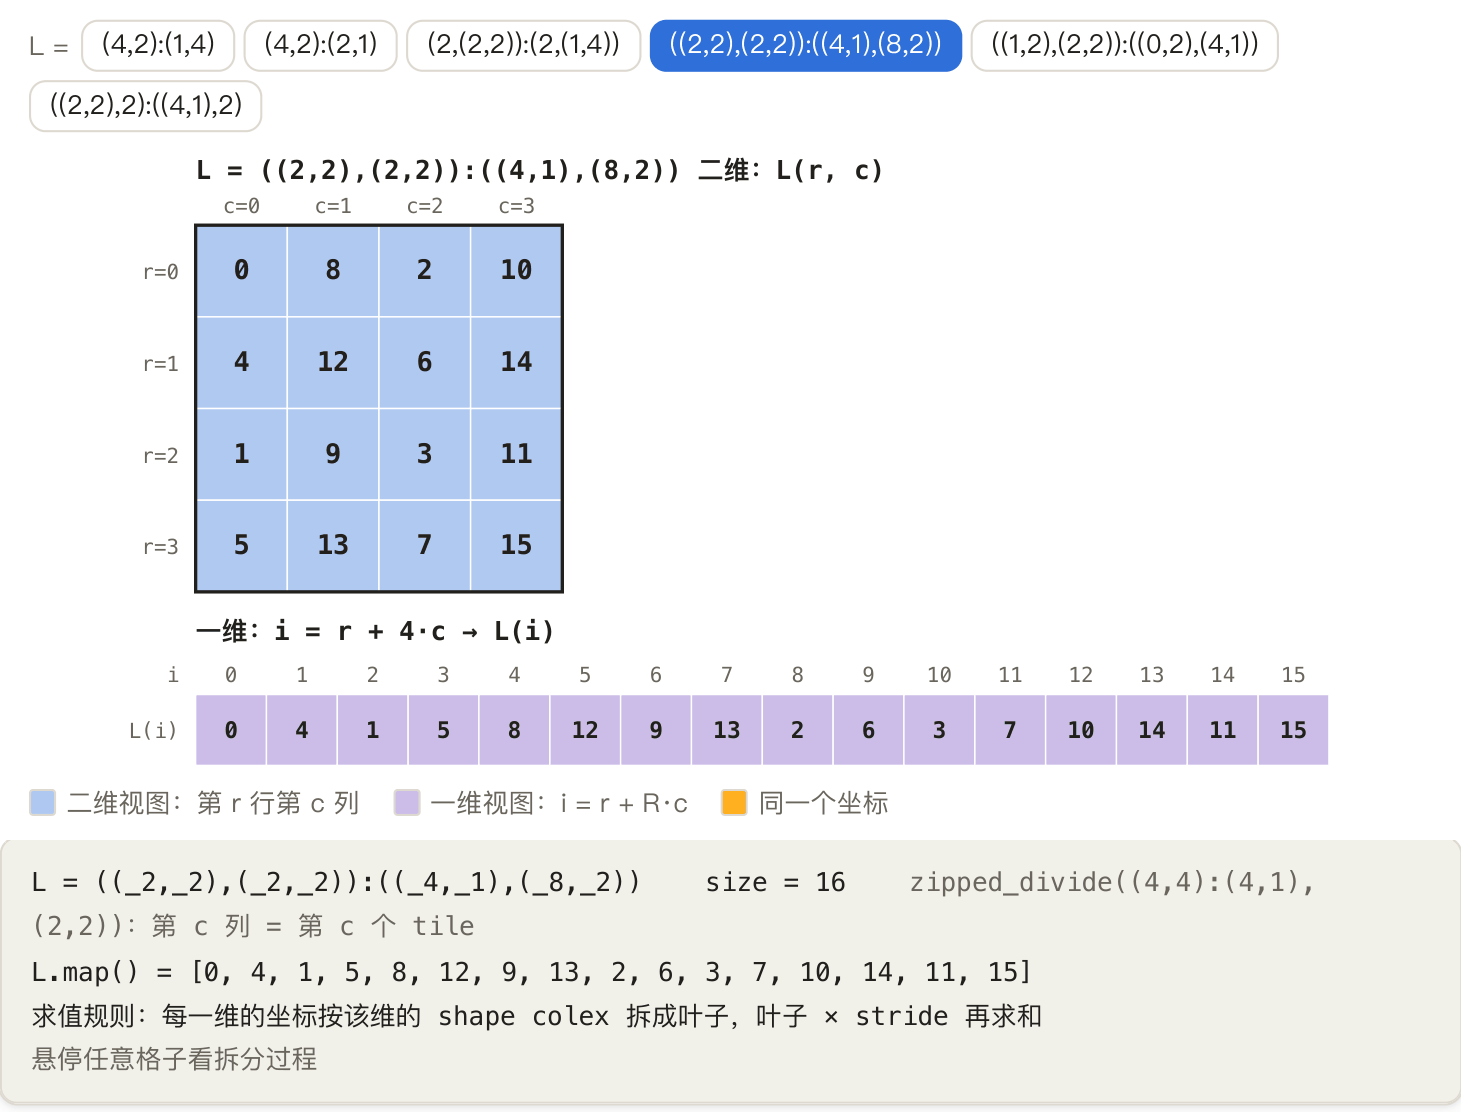 L = (4,2):(1,4) (4,2):(2,1) (2,(2,2)):(2,(1,4)) ((2,2),(2,2)):((4,1),(8,2)) ((1,2),(2,2)):((0,2),(4,1))
((2,2),2):((4,1),2)
L = ((2,2),(2,2)):((4,1),(8,2)) 二维：L(r, c)
c=0 c=1 c=2 c=3
r=0 0 8 2 10
r=1 4 12 6 14
r=2 1 9 3 11
r=3 5 13 7 15
一维：i = r + 4·c → L(i)
i 0 1 2 3 4 5 6 7 8 9 10 11 12 13 14 15
L(i) 0 4 1 5 8 12 9 13 2 6 3 7 10 14 11 15
二维视图：第 r 行第 c 列 一维视图：i = r + R·c 同一个坐标
L = ((_2,_2),(_2,_2)):((_4,_1),(_8,_2)) size = 16 zipped_divide((4,4):(4,1),
(2,2))：第 c 列 = 第 c 个 tile
L.map() = [0, 4, 1, 5, 8, 12, 9, 13, 2, 6, 3, 7, 10, 14, 11, 15]
求值规则：每一维的坐标按该维的 shape colex 拆成叶子，叶子 × stride 再求和
悬停任意格子看拆分过程